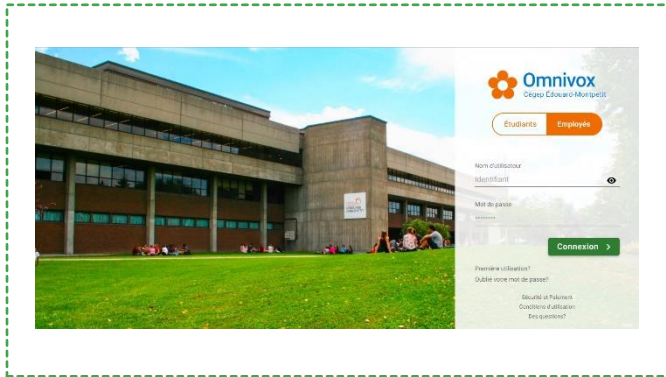 Omnivox
Cégep Édouard-Montpetit
Étudiants Employés
Nom d'utilisateur
Identifiant
Mot de passe
········
Connexion >
Première utilisation?
Oublié votre mot de passe?
Sécurité et Paiement
Conditions d'utilisation
Des questions?